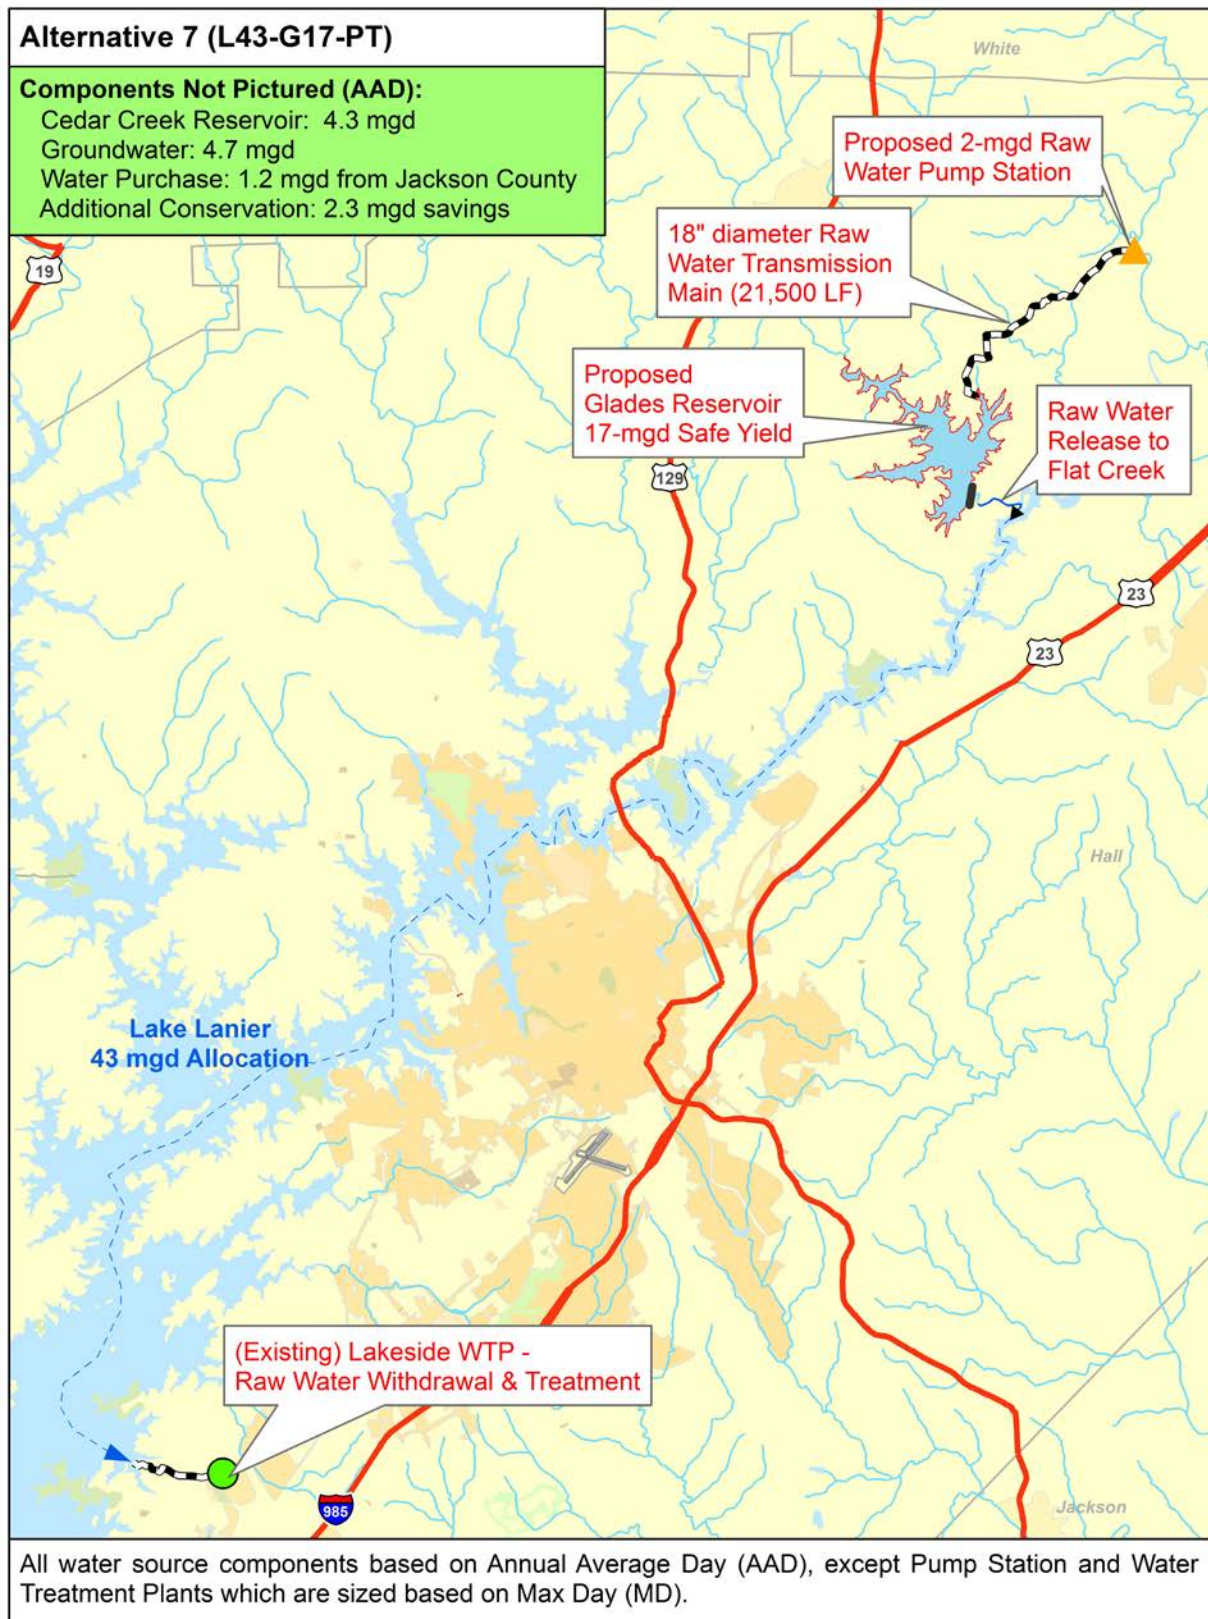 Alternative 7 (L43-G17-PT)
Components Not Pictured (AAD):
Cedar Creek Reservoir: 4.3 mgd
Groundwater: 4.7 mgd
Water Purchase: 1.2 mgd from Jackson County
Additional Conservation: 2.3 mgd savings
White
Proposed 2-mgd Raw
Water Pump Station
18" diameter Raw
Water Transmission
Main (21,500 LF)
19
Proposed
Glades Reservoir
17-mgd Safe Yield
Raw Water
Release to
Flat Creek
129
23
23
Hall
Lake Lanier
43 mgd Allocation
(Existing) Lakeside WTP -
Raw Water Withdrawal & Treatment
985
Jackson
All water source components based on Annual Average Day (AAD), except Pump Station and Water
Treatment Plants which are sized based on Max Day (MD).